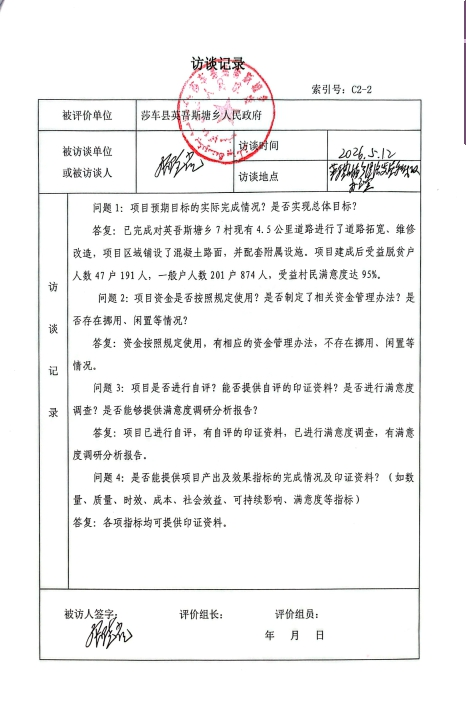 访谈记录
索引号：C2-2
被评价单位
莎车县英吾斯塘乡人民政府
被访谈单位
或被访谈人
访谈时间
2026.5.12
访谈地点
访谈记录
问题 1：项目预期目标的实际完成情况？是否实现总体目标？
答复：已完成对英吾斯塘乡 7 村现有 4.5 公里道路进行了道路拓宽、维修
改造，项目区域铺设了混凝土路面，并配套附属设施。项目建成后受益脱贫户
人数 47 户 191 人，一般户人数 201 户 874 人，受益村民满意度达 95%。
问题 2：项目资金是否按照规定使用？是否制定了相关资金管理办法？是
否存在挪用、闲置等情况？
答复：资金按照规定使用，有相应的资金管理办法，不存在挪用、闲置等
情况。
问题 3：项目是否进行自评？能否提供自评的印证资料？是否进行满意度
调查？是否能够提供满意度调研分析报告？
答复：项目已进行自评，有自评的印证资料，已进行满意度调查，有满意
度调研分析报告。
问题 4：是否能提供项目产出及效果指标的完成情况及印证资料？（如数
量、质量、时效、成本、社会效益、可持续影响、满意度等指标）
答复：各项指标均可提供印证资料。
被访人签字：
评价组长：
评价组员：
年 月 日